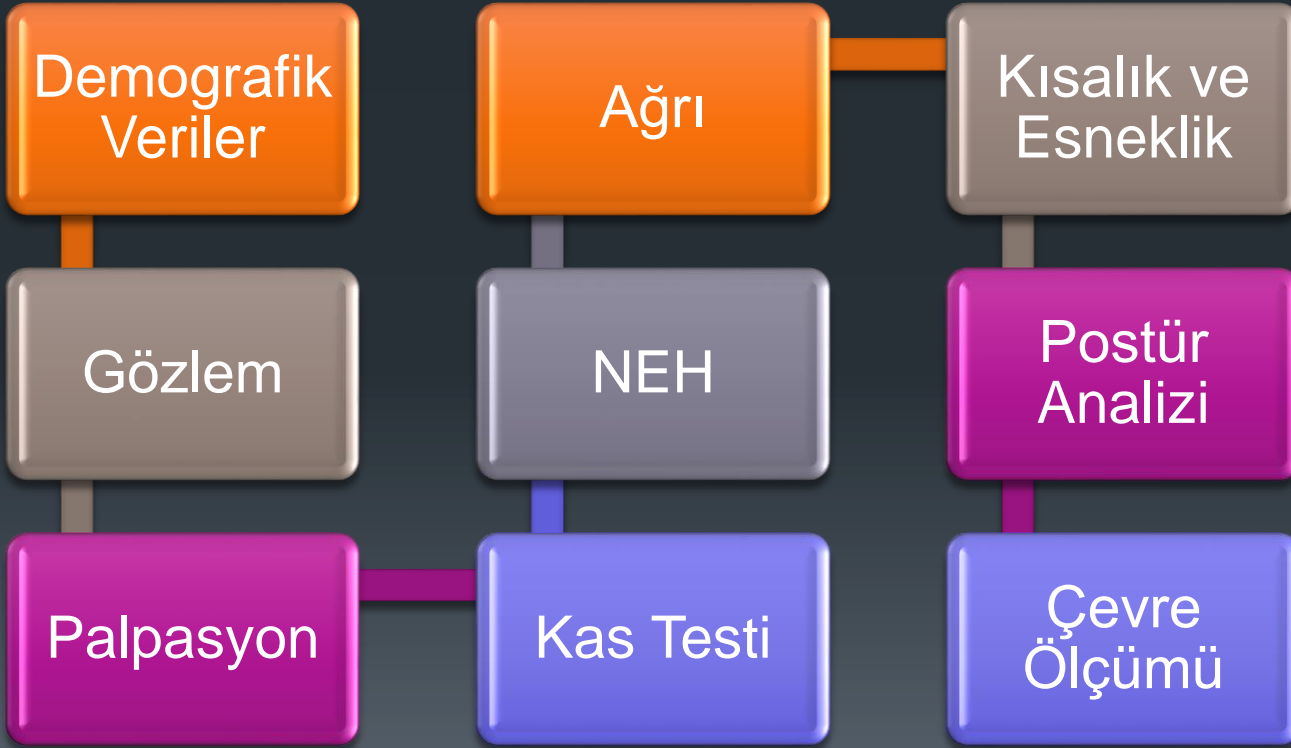 Demografik
Veriler
Gözlem
Palpasyon
Kas Testi
NEH
Ağrı
Kısalık ve
Esneklik
Postür
Analizi
Çevre
Ölçümü